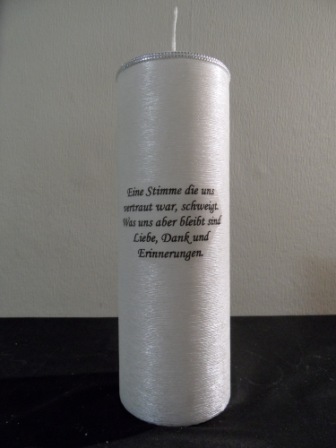 Eine Stimme die uns
vertraut war, schweigt.
Was uns aber bleibt sind
Liebe, Dank und
Erinnerungen.